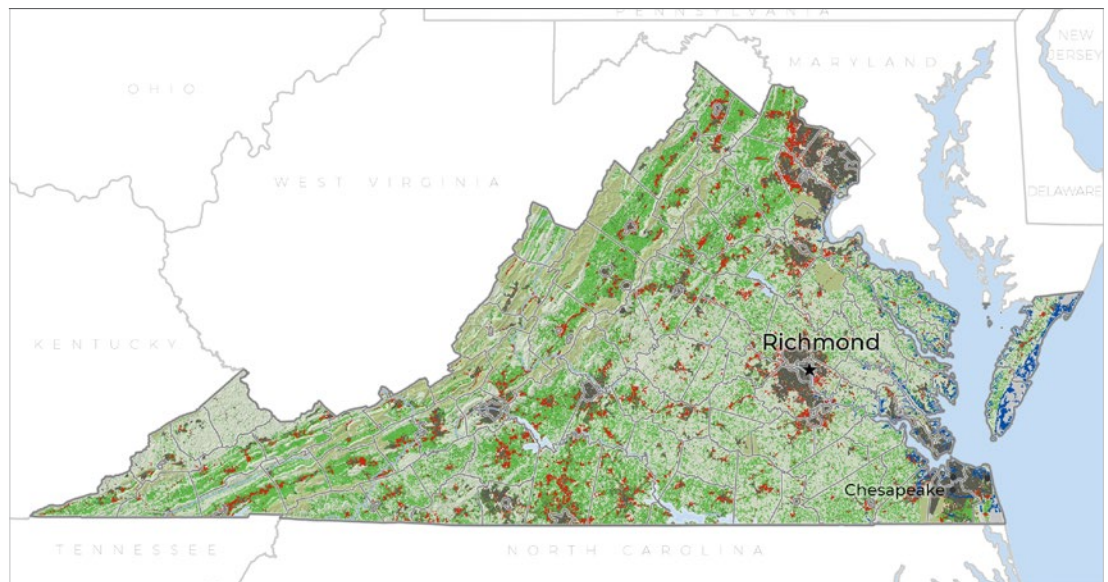 PENNSYLVANIA
NEW
JERSEY
MARYLAND
OHIO
WEST VIRGINIA
DELAWARE
Richmond
KENTUCKY
Chesapeake
TENNESSEE
NORTH CAROLINA